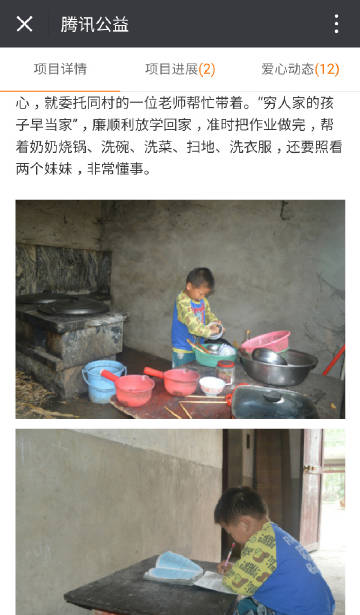 腾讯公益
项目详情 项目进展(2) 爱心动态(12)
心，就委托同村的一位老师帮忙带着。“穷人家的孩
子早当家”，廉顺利放学回家，准时把作业做完，帮
着奶奶烧锅、洗碗、洗菜、扫地、洗衣服，还要照看
两个妹妹，非常懂事。